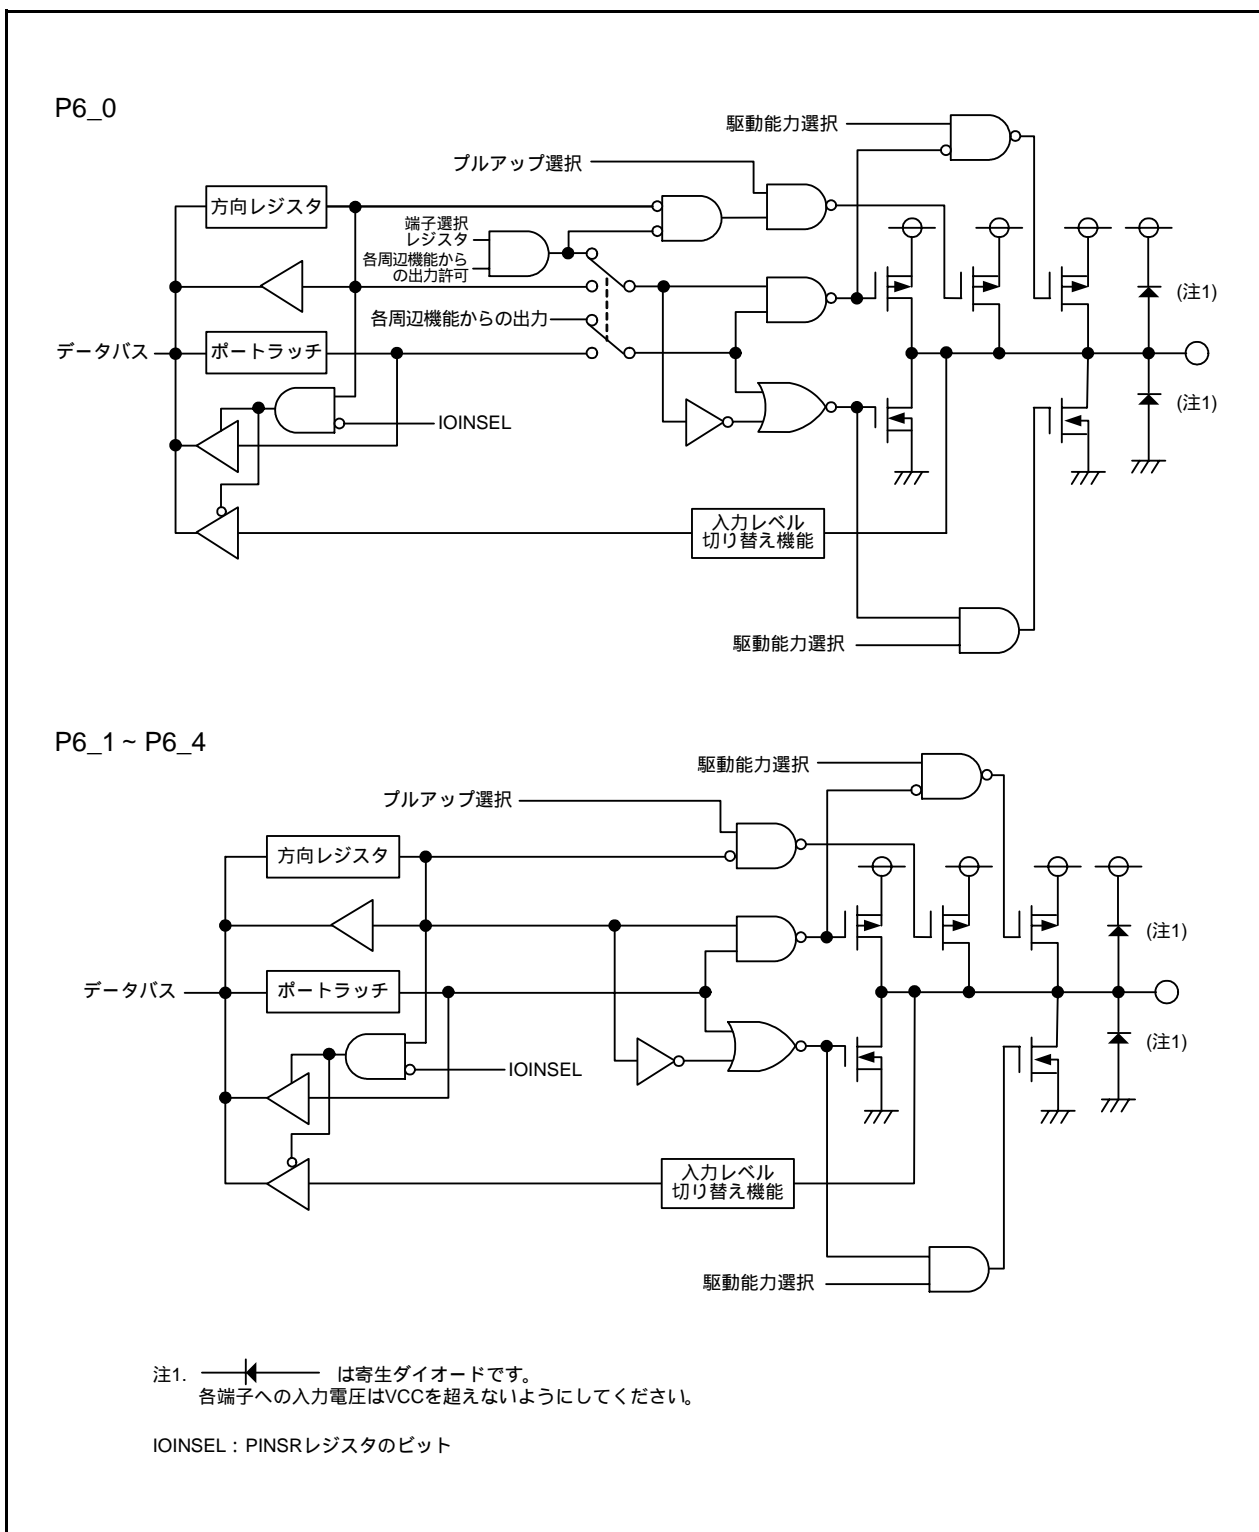 P6_0
駆動能力選択
プルアップ選択
方向レジスタ
端子選択
レジスタ
各周辺機能から
の出力許可
(注1)
各周辺機能からの出力
データバス
ポートラッチ
(注1)
IOINSEL
入力レベル
切り替え機能
駆動能力選択
P6_1 ~ P6_4
駆動能力選択
プルアップ選択
方向レジスタ
(注1)
データバス
ポートラッチ
(注1)
IOINSEL
入力レベル
切り替え機能
駆動能力選択
注1. は寄生ダイオードです。
各端子への入力電圧はVCCを超えないようにしてください。
IOINSEL : PINSRレジスタのビット